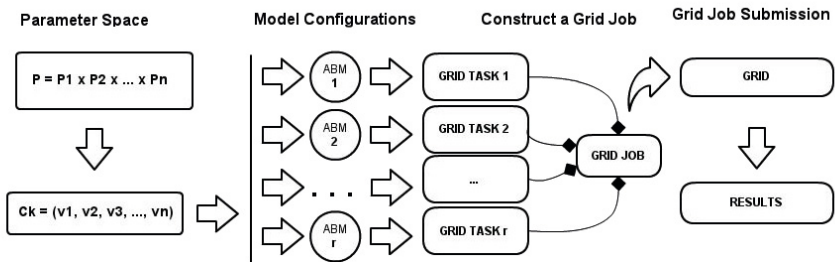 Parameter Space
Model Configurations
Construct a Grid Job
Grid Job Submission
P = P1 x P2 x ... x Pn
Ck = (v1, v2, v3, ..., vn)
ABM
1
GRID TASK 1
ABM
2
GRID TASK 2
. . .
...
ABM
r
GRID TASK r
GRID JOB
GRID
RESULTS